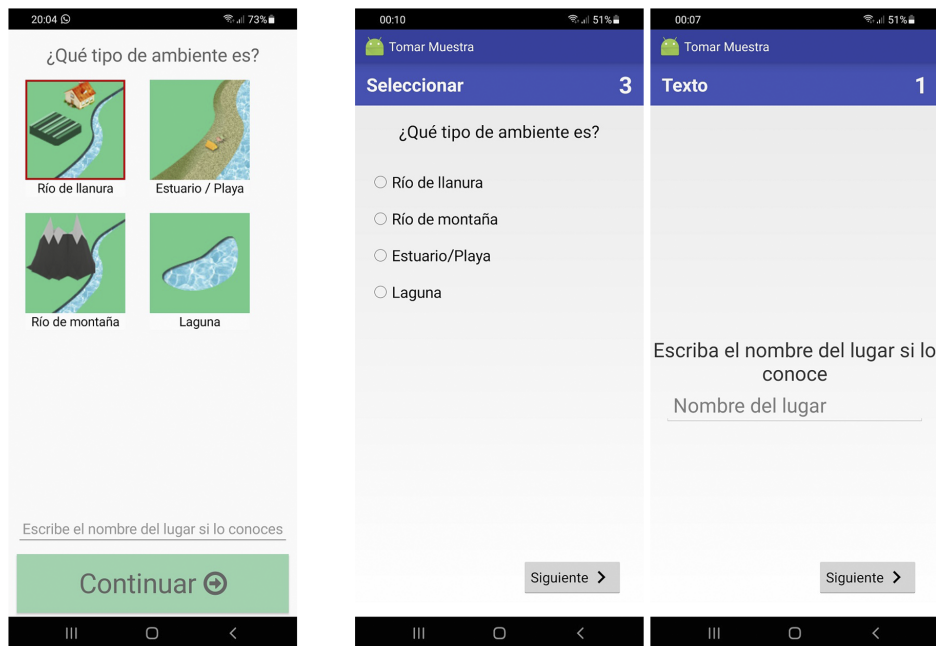 20:04 73%
¿Qué tipo de ambiente es?
Río de llanura
Estuario / Playa
Río de montaña
Laguna
Escribe el nombre del lugar si lo conoces
Continuar
00:10 51%
Tomar Muestra
Seleccionar 3
¿Qué tipo de ambiente es?
Río de llanura
Río de montaña
Estuario/Playa
Laguna
Siguiente
00:07 51%
Tomar Muestra
Texto 1
Escriba el nombre del lugar si lo
conoce
Nombre del lugar
Siguiente